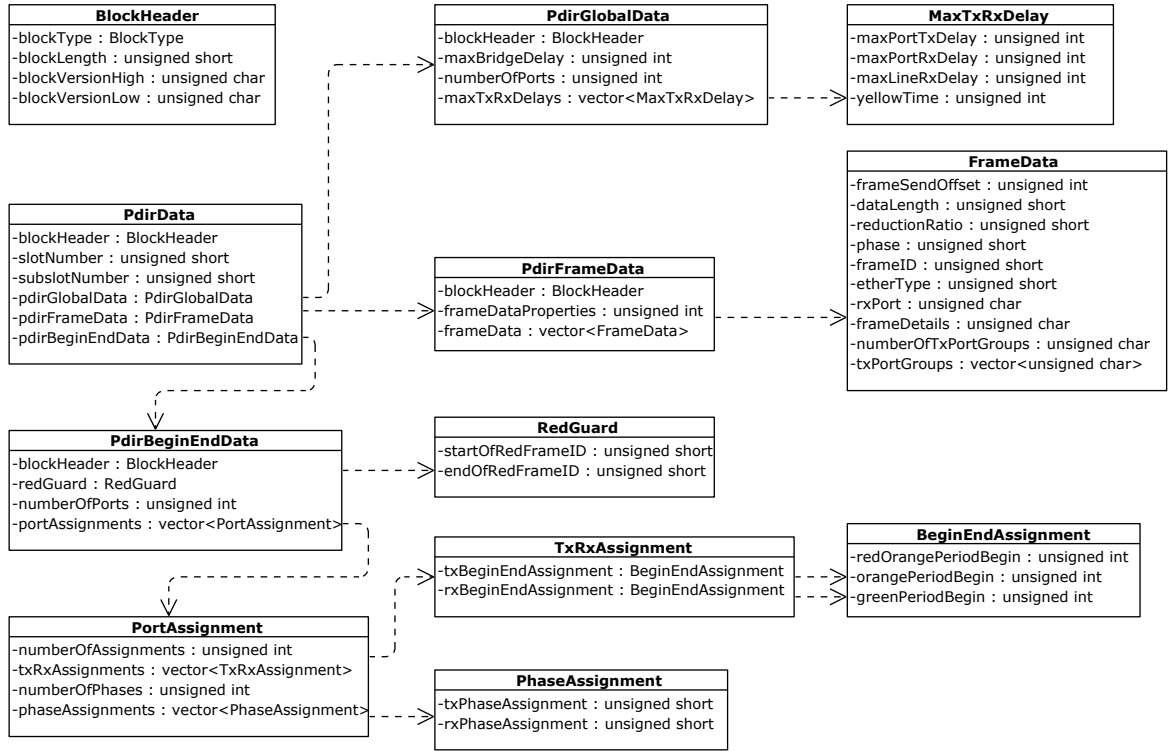 BlockHeader
-blockType : BlockType
-blockLength : unsigned short
-blockVersionHigh : unsigned char
-blockVersionLow : unsigned char
PdirGlobalData
-blockHeader : BlockHeader
-maxBridgeDelay : unsigned int
-numberOfPorts : unsigned int
-maxTxRxDelays : vector<MaxTxRxDelay>
MaxTxRxDelay
-maxPortTxDelay : unsigned int
-maxPortRxDelay : unsigned int
-maxLineRxDelay : unsigned int
-yellowTime : unsigned int
PdirData
-blockHeader : BlockHeader
-slotNumber : unsigned short
-subslotNumber : unsigned short
-pdirGlobalData : PdirGlobalData
-pdirFrameData : PdirFrameData
-pdirBeginEndData : PdirBeginEndData
PdirFrameData
-blockHeader : BlockHeader
-frameDataProperties : unsigned int
-frameData : vector<FrameData>
FrameData
-frameSendOffset : unsigned int
-dataLength : unsigned short
-reductionRatio : unsigned short
-phase : unsigned short
-frameID : unsigned short
-etherType : unsigned short
-rxPort : unsigned char
-frameDetails : unsigned char
-numberOfTxPortGroups : unsigned char
-txPortGroups : vector<unsigned char>
PdirBeginEndData
-blockHeader : BlockHeader
-redGuard : RedGuard
-numberOfPorts : unsigned int
-portAssignments : vector<PortAssignment>
RedGuard
-startOfRedFrameID : unsigned short
-endOfRedFrameID : unsigned short
TxRxAssignment
-txBeginEndAssignment : BeginEndAssignment
-rxBeginEndAssignment : BeginEndAssignment
BeginEndAssignment
-redOrangePeriodBegin : unsigned int
-orangePeriodBegin : unsigned int
-greenPeriodBegin : unsigned int
PortAssignment
-numberOfAssignments : unsigned int
-txRxAssignments : vector<TxRxAssignment>
-numberOfPhases : unsigned int
-phaseAssignments : vector<PhaseAssignment>
PhaseAssignment
-txPhaseAssignment : unsigned short
-rxPhaseAssignment : unsigned short